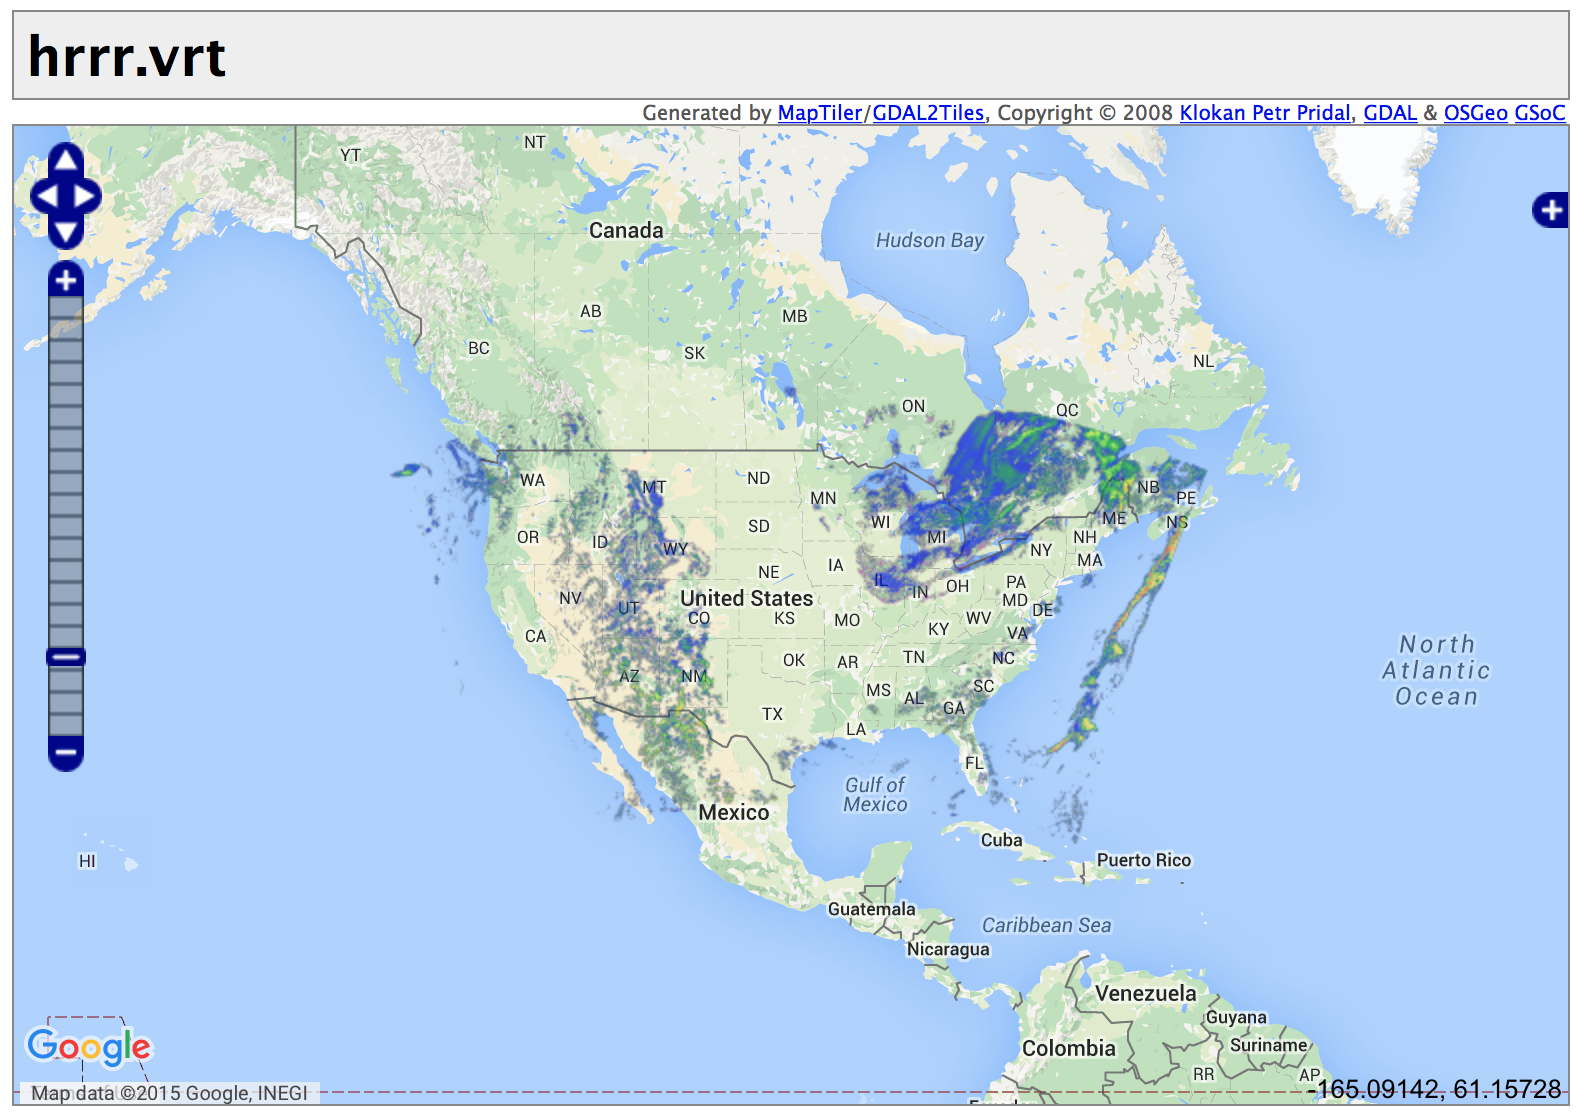 hrrr.vrt
Generated by MapTiler/GDAL2Tiles, Copyright © 2008 Klokan Petr Pridal, GDAL & OSGeo GSoC
NT
YT
Canada
Hudson Bay
AB
MB
BC
SK
NL
ON
QC
WA
MT
ND
MN
NB
PE
OR
ID
SD
WI
MI
ME
NS
WY
NY
NH
MA
NE
IA
IL
IN
OH
PA
NV
UT
United States
MD
DE
CO
KS
MO
WV
CA
KY
VA
OK
AR
TN
NC
AZ
NM
MS
AL
SC
GA
TX
LA
FL
North
Atlantic
Ocean
Gulf of
Mexico
Mexico
Cuba
HI
Puerto Rico
Guatemala
Caribbean Sea
Nicaragua
Venezuela
Guyana
Suriname
Colombia
RR
AP
Google
Map data ©2015 Google, INEGI
-165.09142, 61.15728